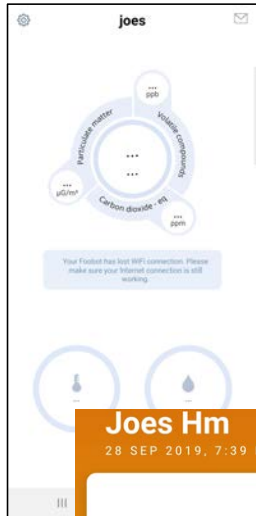 joes
...
ppb
Particulate matter
Volatile compounds
...
...
...
µG/m³
Carbon dioxide - eq
...
ppm
Your Foobot has lost WiFi connection. Please
make sure your Internet connection is still
working.
...
...
Joes Hm
28 SEP 2019, 7:39